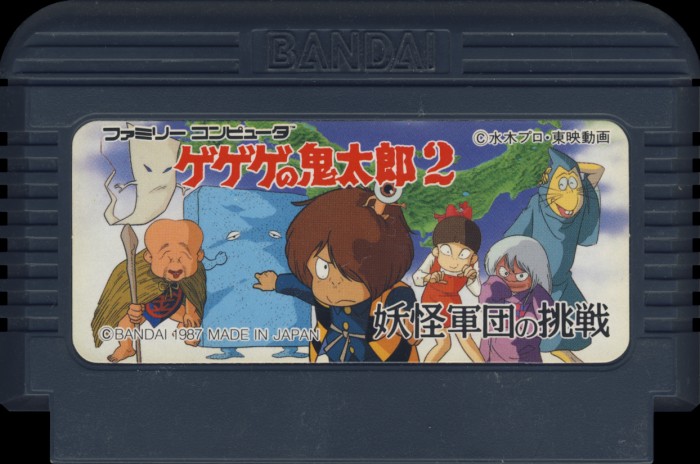 BANDAI
ファミリーコンピュータ
©水木プロ・東映動画
ゲゲゲの鬼太郎2
©BANDAI 1987 MADE IN JAPAN
妖怪軍団の挑戦